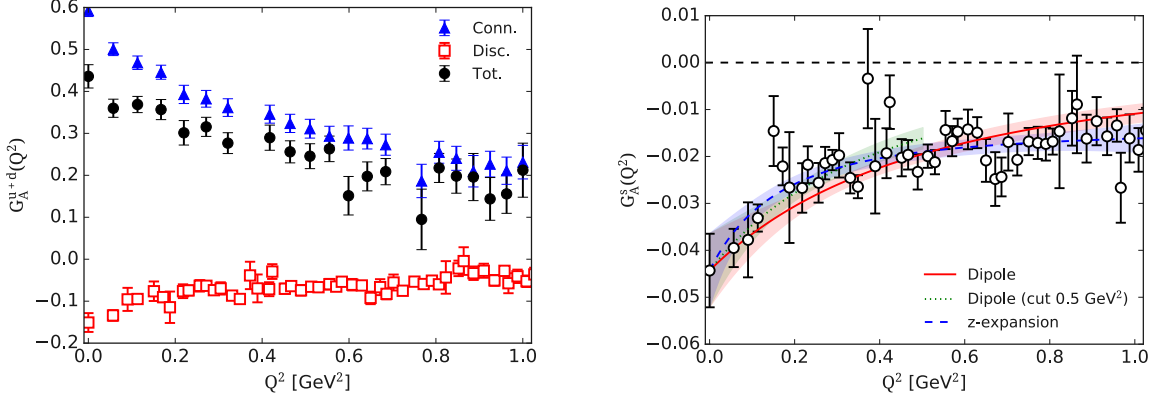 0.6
0.5
0.4
0.3
0.2
0.1
0.0
−0.1
−0.2
0.0 0.2 0.4 0.6 0.8 1.0
Q² [GeV²]
G_A^{u+d}(Q²)
Conn.
Disc.
Tot.
0.01
0.00
−0.01
−0.02
−0.03
−0.04
−0.05
−0.06
0.0 0.2 0.4 0.6 0.8 1.0
Q² [GeV²]
G_A^s(Q²)
Dipole
Dipole (cut 0.5 GeV²)
z-expansion